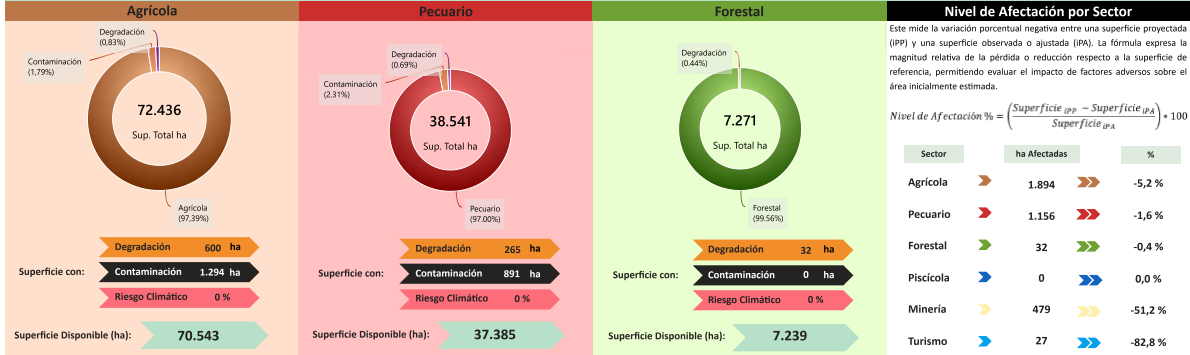 Agrícola
Degradación
(0,83%)
Contaminación
(1,79%)
72.436
Sup. Total ha
Agrícola
(97,39%)
Superficie con:
Degradación 600 ha
Contaminación 1.294 ha
Riesgo Climático 0 %
Superficie Disponible (ha): 70.543
Pecuario
Degradación
(0.69%)
Contaminación
(2.31%)
38.541
Sup. Total ha
Pecuario
(97.00%)
Superficie con:
Degradación 265 ha
Contaminación 891 ha
Riesgo Climático 0 %
Superficie Disponible (ha): 37.385
Forestal
Degradación
(0.44%)
7.271
Sup. Total ha
Forestal
(99.56%)
Superficie con:
Degradación 32 ha
Contaminación 0 ha
Riesgo Climático 0 %
Superficie Disponible (ha): 7.239
Nivel de Afectación por Sector
Este mide la variación porcentual negativa entre una superficie proyectada
(iPP) y una superficie observada o ajustada (iPA). La fórmula expresa la
magnitud relativa de la pérdida o reducción respecto a la superficie de
referencia, permitiendo evaluar el impacto de factores adversos sobre el
área inicialmente estimada.
Nivel de Afectación % = (Superficie iPP − Superficie iPA / Superficie iPA) * 100
Sector ha Afectadas %
Agrícola 1.894 -5,2 %
Pecuario 1.156 -1,6 %
Forestal 32 -0,4 %
Piscícola 0 0,0 %
Minería 479 -51,2 %
Turismo 27 -82,8 %